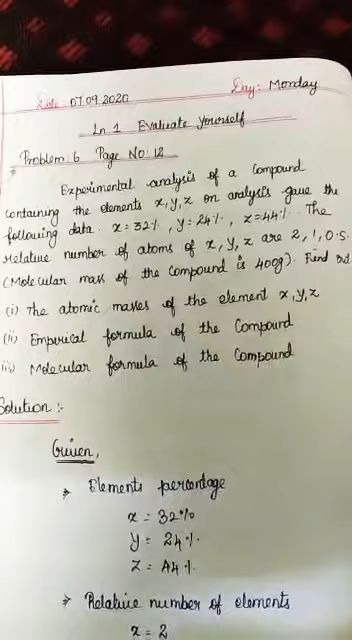 Date: 07.09.2020 Day: Monday
Ln 1 Evaluate yourself
Problem 6 Page No: 12
Experimental analysis of a compound
containing the elements x, y, z on analysis gave the
following data. x = 32%, y = 24%, z = 44%. The
relative number of atoms of x, y, z are 2, 1, 0.5.
(Molecular mass of the compound is 400g). Find out
(i) The atomic masses of the element x, y, z
(ii) Empirical formula of the compound
(iii) Molecular formula of the compound
Solution :-
Given,
Elements percentage
x = 32%
y = 24%.
z = 44%.
Relative number of elements
x = 2